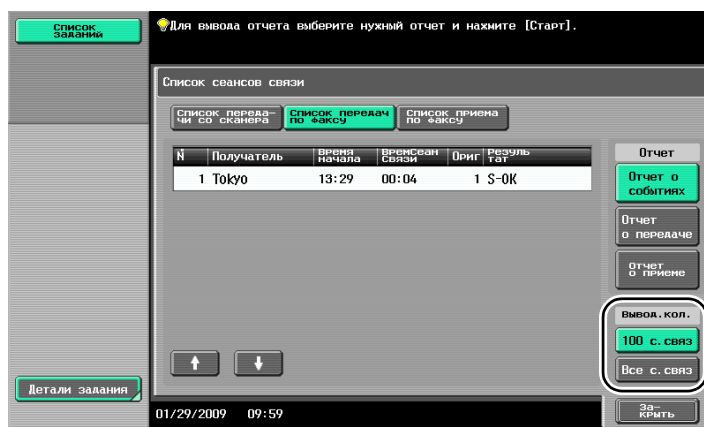 Список
заданий
Для вывода отчета выберите нужный отчет и нажмите [Старт].
Список сеансов связи
Список переда-
чи со сканера
Список передач
по факсу
Список приема
по факсу
N Получатель Время начала ВремСеан Связи Ориг Резуль тат
1 Tokyo 13:29 00:04 1 S-OK
Отчет
Отчет о
событиях
Отчет
о передаче
Отчет
о приеме
Вывод.кол.
100 с.связ
Все с.связ
Детали задания
01/29/2009 09:59
За-
крыть